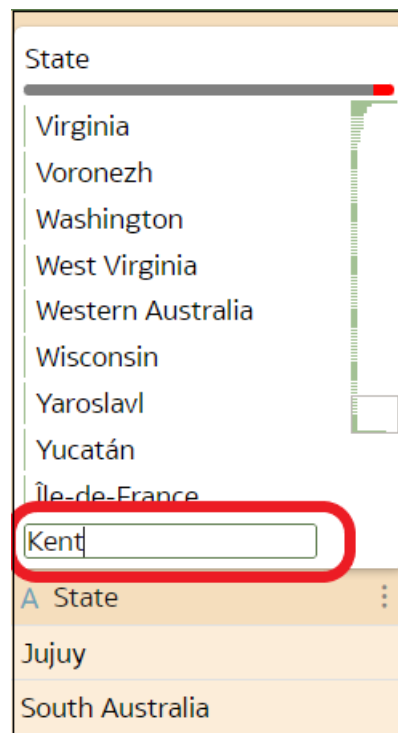 State
Virginia
Voronezh
Washington
West Virginia
Western Australia
Wisconsin
Yaroslavl
Yucatán
Île-de-France
Kent
A State
Jujuy
South Australia